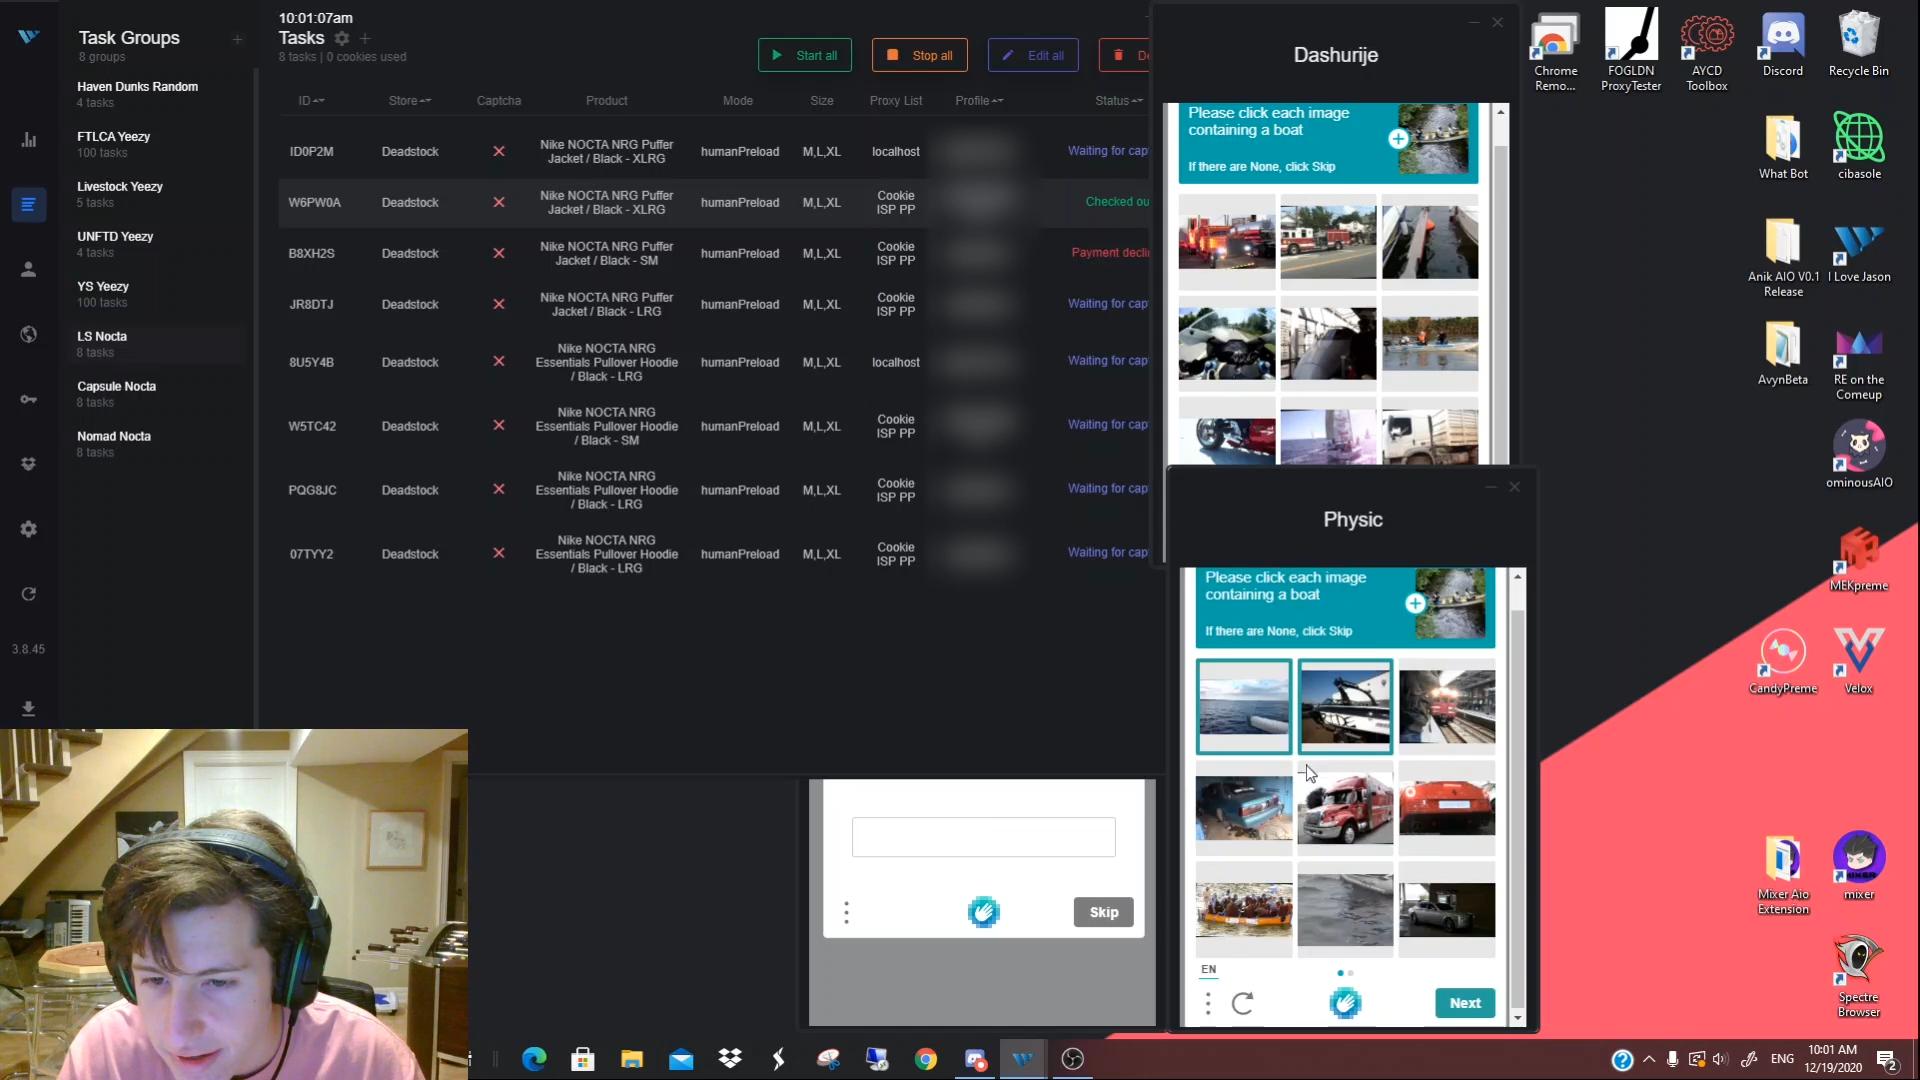 Task Groups
8 groups
Haven Dunks Random
4 tasks
FTLCA Yeezy
100 tasks
Livestock Yeezy
5 tasks
UNFTD Yeezy
4 tasks
YS Yeezy
100 tasks
LS Nocta
8 tasks
Capsule Nocta
8 tasks
Nomad Nocta
8 tasks
3.8.45
10:01:07am
Tasks
8 tasks | 0 cookies used
Start all
Stop all
Edit all
ID Store Captcha Product Mode Size Proxy List Profile Status
ID0P2M Deadstock Nike NOCTA NRG Puffer Jacket / Black - XLRG humanPreload M,L,XL localhost Waiting for cap
W6PW0A Deadstock Nike NOCTA NRG Puffer Jacket / Black - XLRG humanPreload M,L,XL Cookie ISP PP Checked ou
B8XH2S Deadstock Nike NOCTA NRG Puffer Jacket / Black - SM humanPreload M,L,XL Cookie ISP PP Payment decli
JR8DTJ Deadstock Nike NOCTA NRG Puffer Jacket / Black - LRG humanPreload M,L,XL Cookie ISP PP Waiting for cap
8U5Y4B Deadstock Nike NOCTA NRG Essentials Pullover Hoodie / Black - LRG humanPreload M,L,XL localhost Waiting for cap
W5TC42 Deadstock Nike NOCTA NRG Essentials Pullover Hoodie / Black - SM humanPreload M,L,XL Cookie ISP PP Waiting for cap
PQG8JC Deadstock Nike NOCTA NRG Essentials Pullover Hoodie / Black - LRG humanPreload M,L,XL Cookie ISP PP Waiting for cap
07TYY2 Deadstock Nike NOCTA NRG Essentials Pullover Hoodie / Black - LRG humanPreload M,L,XL Cookie ISP PP Waiting for cap
Skip
Dashurije
Please click each image
containing a boat
If there are None, click Skip
Physic
Please click each image
containing a boat
If there are None, click Skip
EN
Next
Chrome Remo...
FOGLDN ProxyTester
AYCD Toolbox
Discord
Recycle Bin
What Bot
cibasole
Anik AIO V0.1 Release
I Love Jason
AvynBeta
RE on the Comeup
ominousAIO
MEKpreme
CandyPreme
Velox
Mixer Aio Extension
mixer
Spectre Browser
ENG
10:01 AM
12/19/2020
2